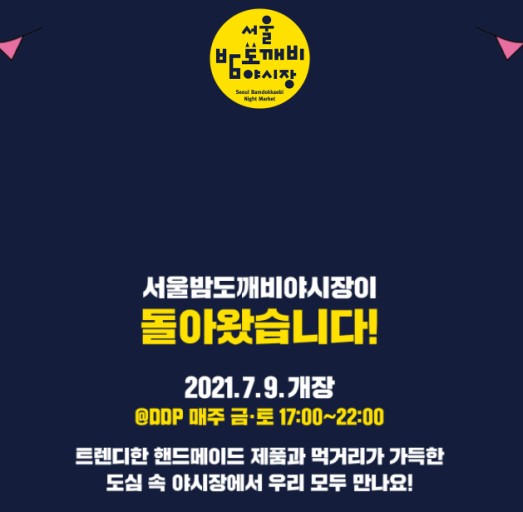 서울
밤도깨비
야시장
Seoul Bamdokkaebi
Night Market
서울밤도깨비야시장이
돌아왔습니다!
2021.7.9.개장
@DDP 매주 금·토 17:00~22:00
트렌디한 핸드메이드 제품과 먹거리가 가득한
도심 속 야시장에서 우리 모두 만나요!